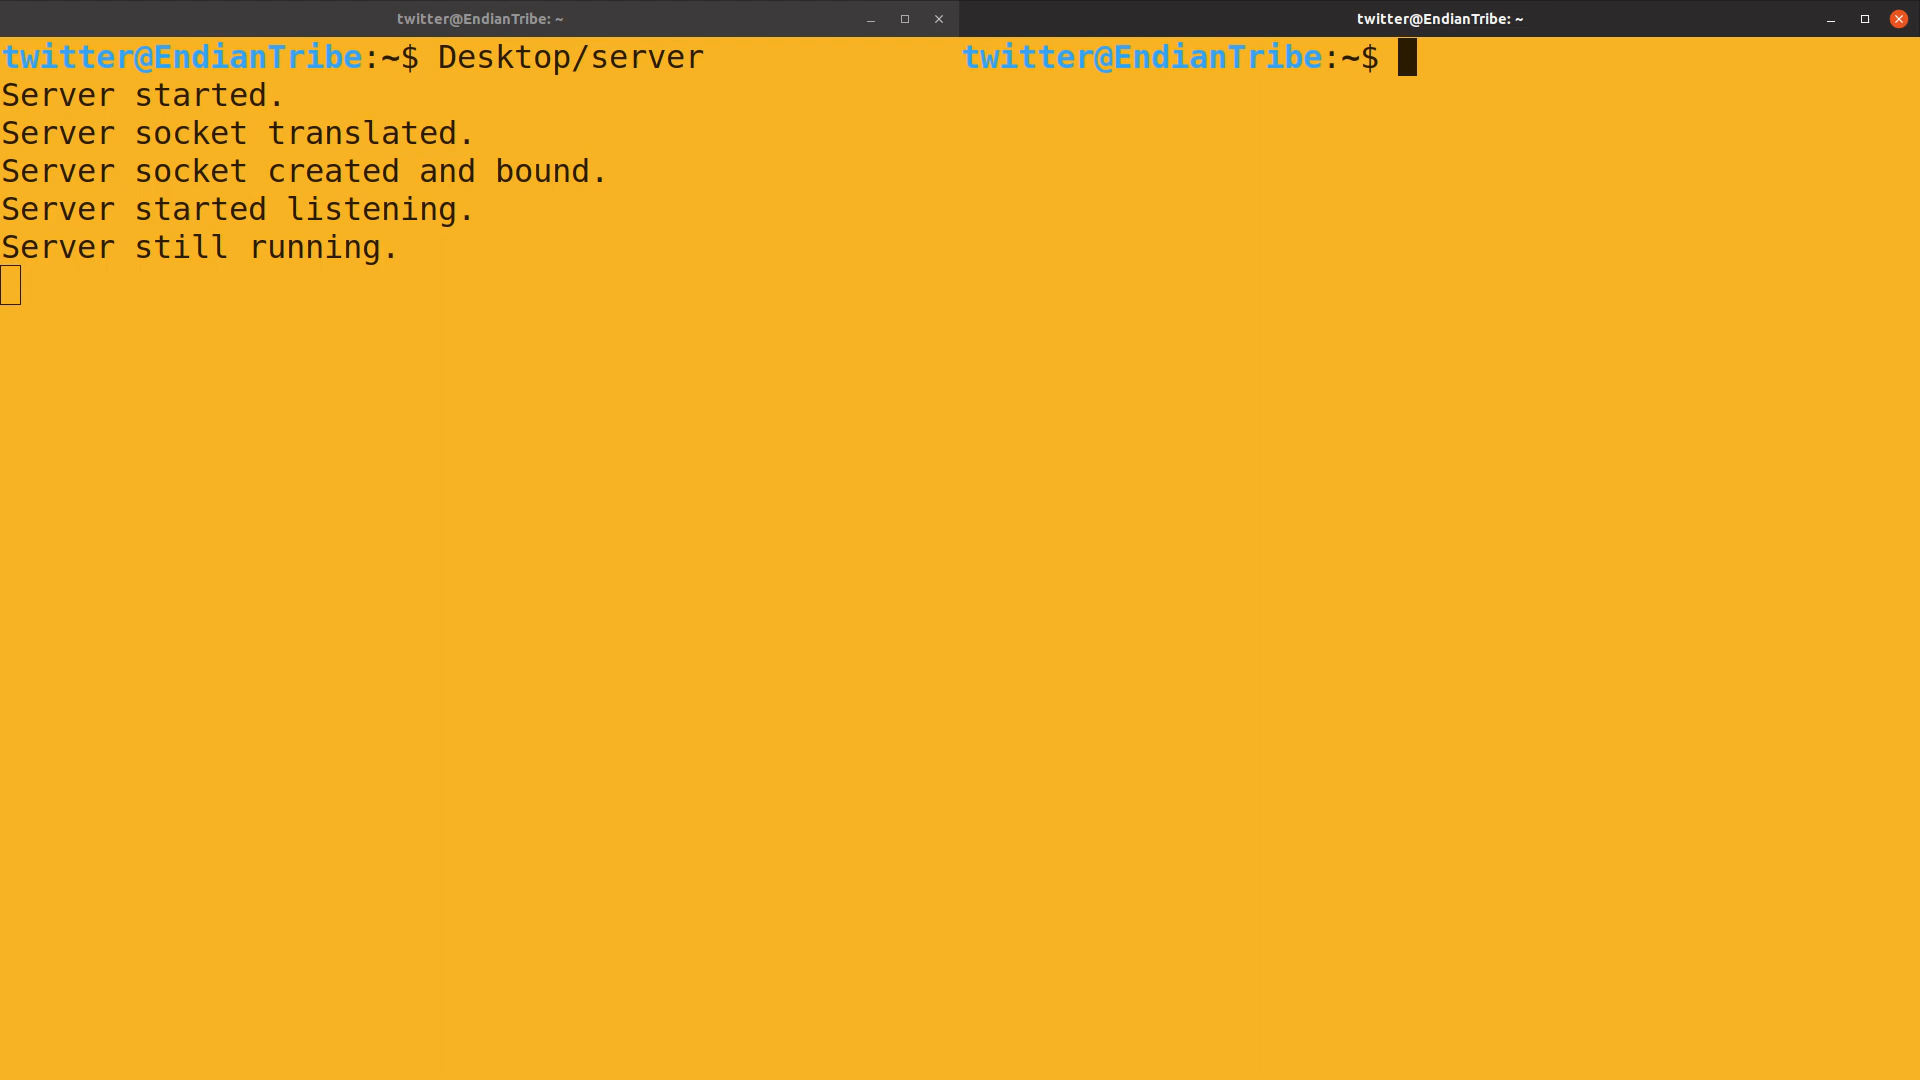 twitter@EndianTribe: ~
twitter@EndianTribe:~$ Desktop/server
Server started.
Server socket translated.
Server socket created and bound.
Server started listening.
Server still running.
twitter@EndianTribe: ~
twitter@EndianTribe:~$